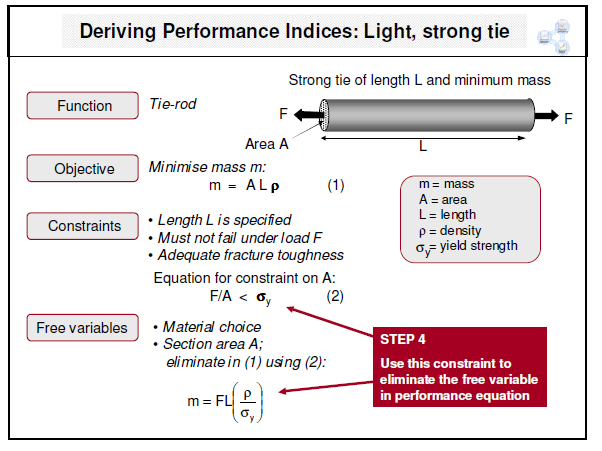 Deriving Performance Indices: Light, strong tie
Strong tie of length L and minimum mass
Function
Tie-rod
F
F
Area A
L
Objective
Minimise mass m:
m = A L ρ (1)
m = mass
A = area
L = length
ρ = density
σy= yield strength
Constraints
• Length L is specified
• Must not fail under load F
• Adequate fracture toughness
Equation for constraint on A:
F/A < σy (2)
Free variables
• Material choice
• Section area A;
eliminate in (1) using (2):
m = FL(ρ/σy)
STEP 4
Use this constraint to
eliminate the free variable
in performance equation